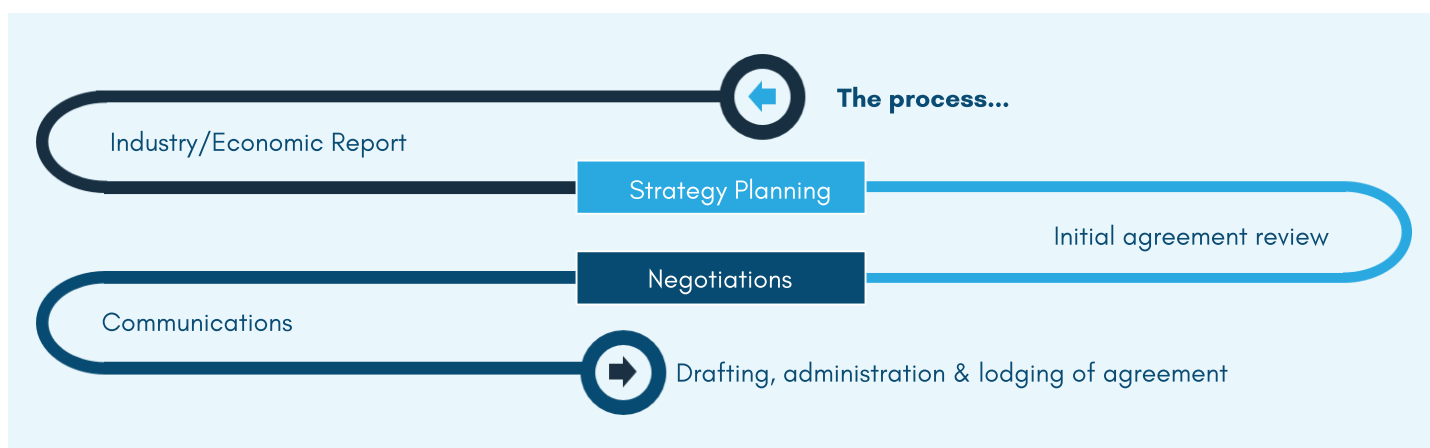 The process...
Industry/Economic Report
Strategy Planning
Initial agreement review
Negotiations
Communications
Drafting, administration & lodging of agreement